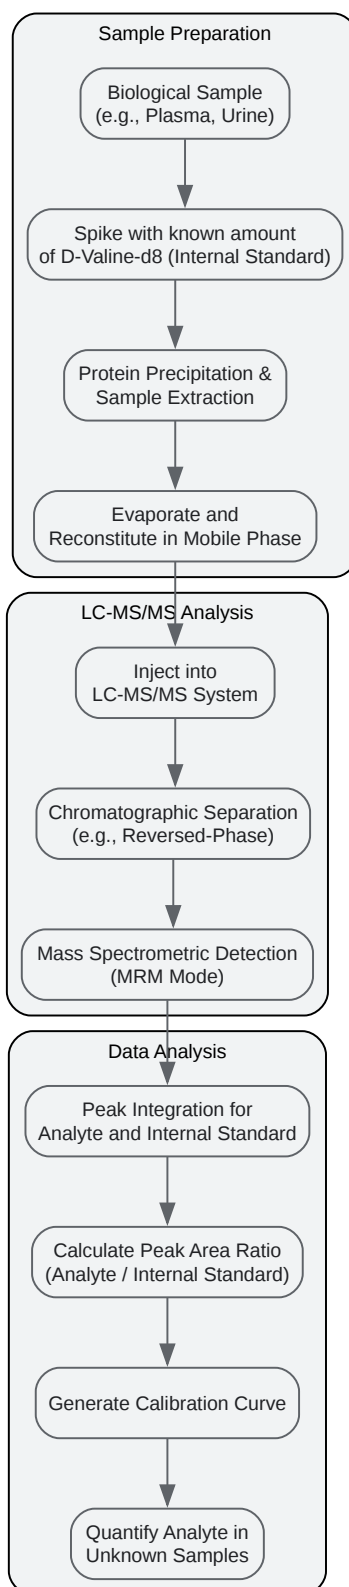 Sample Preparation
Biological Sample
(e.g., Plasma, Urine)
Spike with known amount
of D-Valine-d8 (Internal Standard)
Protein Precipitation &
Sample Extraction
Evaporate and
Reconstitute in Mobile Phase
LC-MS/MS Analysis
Inject into
LC-MS/MS System
Chromatographic Separation
(e.g., Reversed-Phase)
Mass Spectrometric Detection
(MRM Mode)
Data Analysis
Peak Integration for
Analyte and Internal Standard
Calculate Peak Area Ratio
(Analyte / Internal Standard)
Generate Calibration Curve
Quantify Analyte in
Unknown Samples